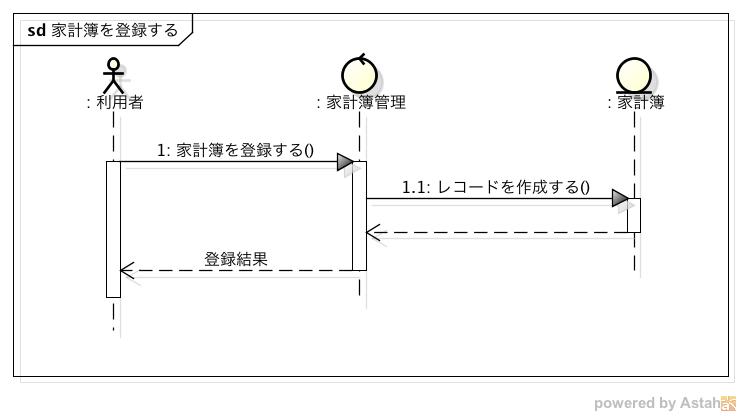 sd 家計簿を登録する
: 利用者
: 家計簿管理
: 家計簿
1: 家計簿を登録する()
1.1: レコードを作成する()
登録結果
powered by Astah